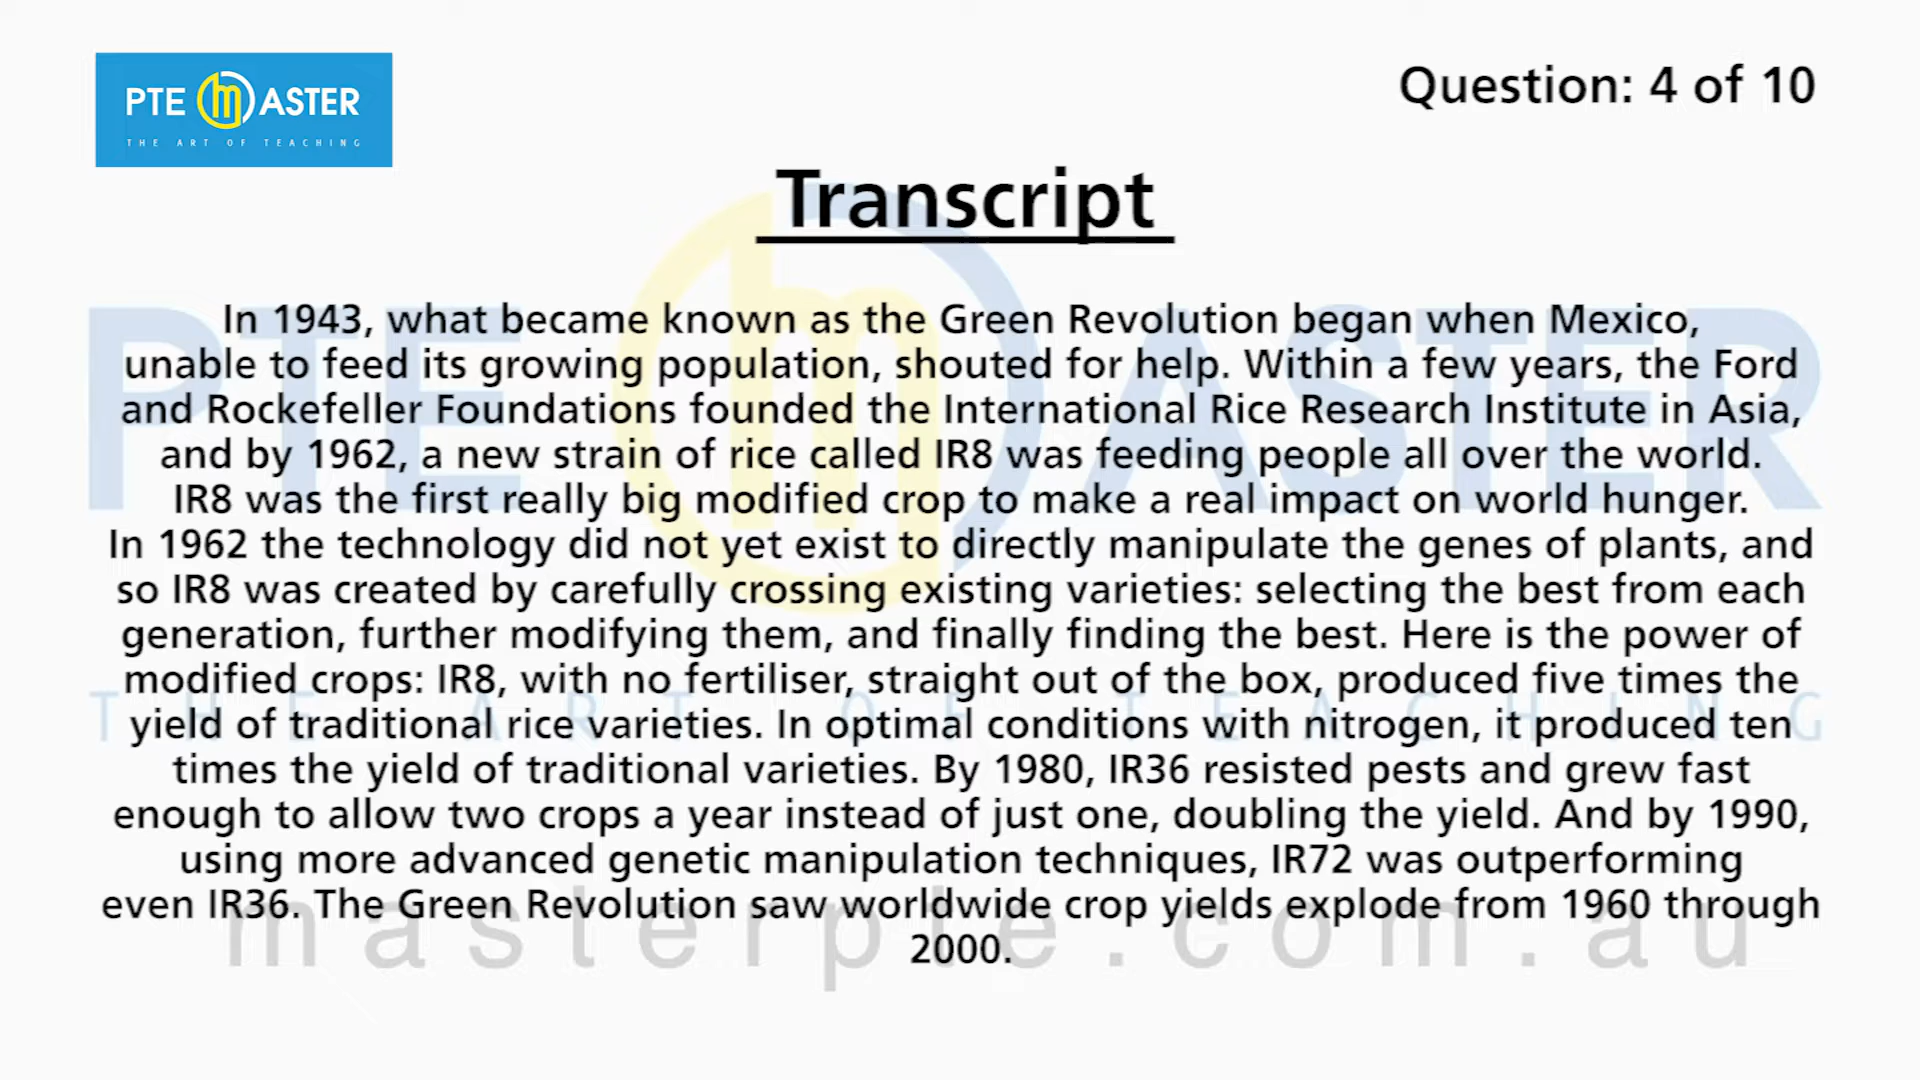 PTE MASTER
THE ART OF TEACHING
Question: 4 of 10
Transcript
In 1943, what became known as the Green Revolution began when Mexico,
unable to feed its growing population, shouted for help. Within a few years, the Ford
and Rockefeller Foundations founded the International Rice Research Institute in Asia,
and by 1962, a new strain of rice called IR8 was feeding people all over the world.
IR8 was the first really big modified crop to make a real impact on world hunger.
In 1962 the technology did not yet exist to directly manipulate the genes of plants, and
so IR8 was created by carefully crossing existing varieties: selecting the best from each
generation, further modifying them, and finally finding the best. Here is the power of
modified crops: IR8, with no fertiliser, straight out of the box, produced five times the
yield of traditional rice varieties. In optimal conditions with nitrogen, it produced ten
times the yield of traditional varieties. By 1980, IR36 resisted pests and grew fast
enough to allow two crops a year instead of just one, doubling the yield. And by 1990,
using more advanced genetic manipulation techniques, IR72 was outperforming
even IR36. The Green Revolution saw worldwide crop yields explode from 1960 through
2000.
PTE MASTER
THE ART OF TEACHING
masterpte.com.au